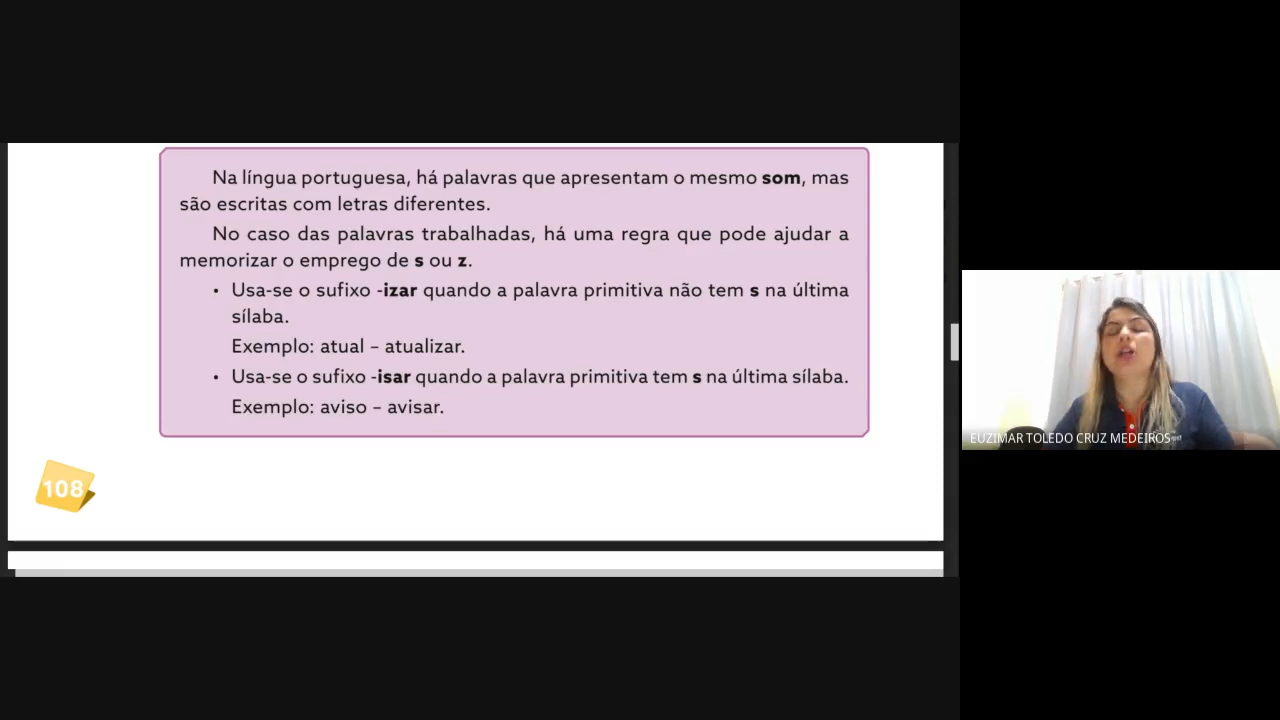 Na língua portuguesa, há palavras que apresentam o mesmo som, mas
são escritas com letras diferentes.
No caso das palavras trabalhadas, há uma regra que pode ajudar a
memorizar o emprego de s ou z.
• Usa-se o sufixo -izar quando a palavra primitiva não tem s na última
sílaba.
Exemplo: atual – atualizar.
• Usa-se o sufixo -isar quando a palavra primitiva tem s na última sílaba.
Exemplo: aviso – avisar.
108
EUZIMAR TOLEDO CRUZ MEDEIROS